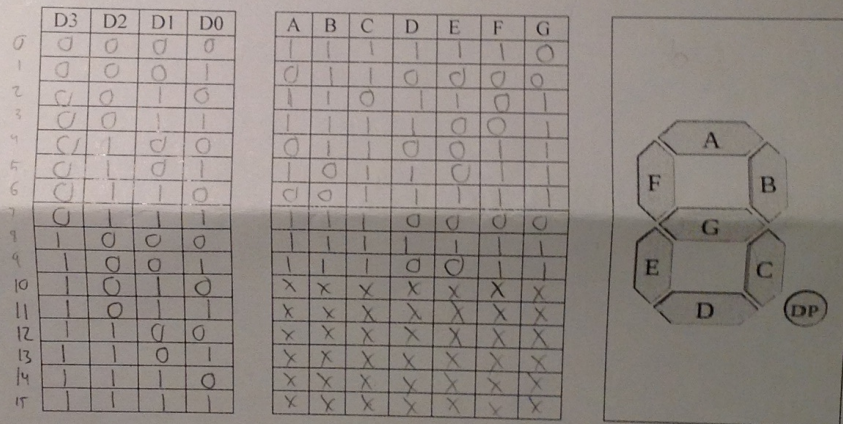 D3 D2 D1 D0 A B C D E F G
0 0 0 0 0 1 1 1 1 1 1 0
1 0 0 0 1 0 1 1 0 0 0 0
2 0 0 1 0 1 1 0 1 1 0 1
3 0 0 1 1 1 1 1 1 0 0 1
4 0 1 0 0 0 1 1 0 0 1 1
5 0 1 0 1 1 0 1 1 0 1 1
6 0 1 1 0 0 0 1 1 1 1 1
7 0 1 1 1 1 1 1 0 0 0 0
8 1 0 0 0 1 1 1 1 1 1 1
9 1 0 0 1 1 1 1 0 0 1 1
10 1 0 1 0 X X X X X X X
11 1 0 1 1 X X X X X X X
12 1 1 0 0 X X X X X X X
13 1 1 0 1 X X X X X X X
14 1 1 1 0 X X X X X X X
15 1 1 1 1 X X X X X X X
A
F B
G
E C
D DP